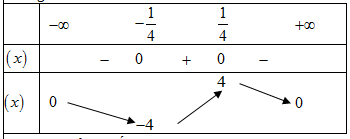 −∞ −1/4 1/4 +∞
(x) − 0 + 0 −
4
(x) 0 0
−4